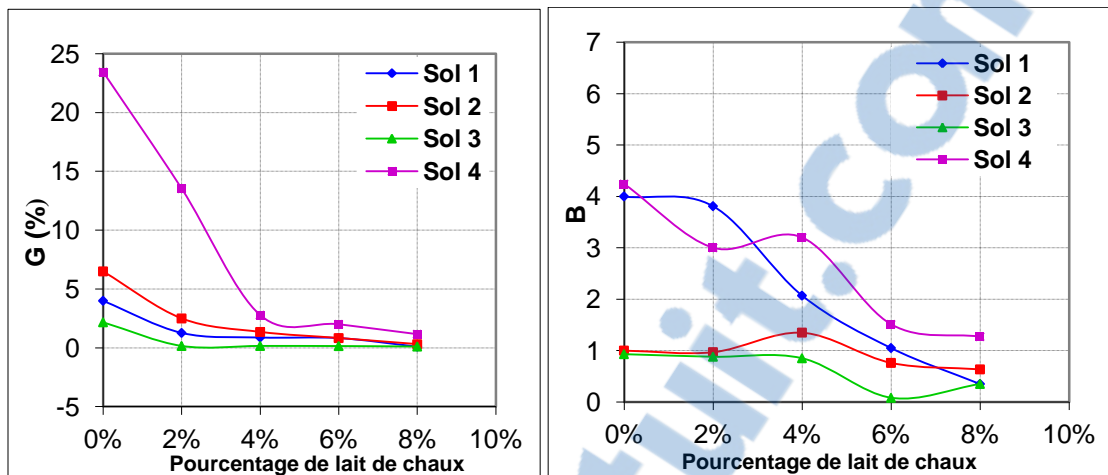 25
20
15
10
5
0
-5
G (%)
0% 2% 4% 6% 8% 10%
Pourcentage de lait de chaux
Sol 1
Sol 2
Sol 3
Sol 4
7
6
5
4
3
2
1
0
B
0% 2% 4% 6% 8% 10%
Pourcentage de lait de chaux
Sol 1
Sol 2
Sol 3
Sol 4